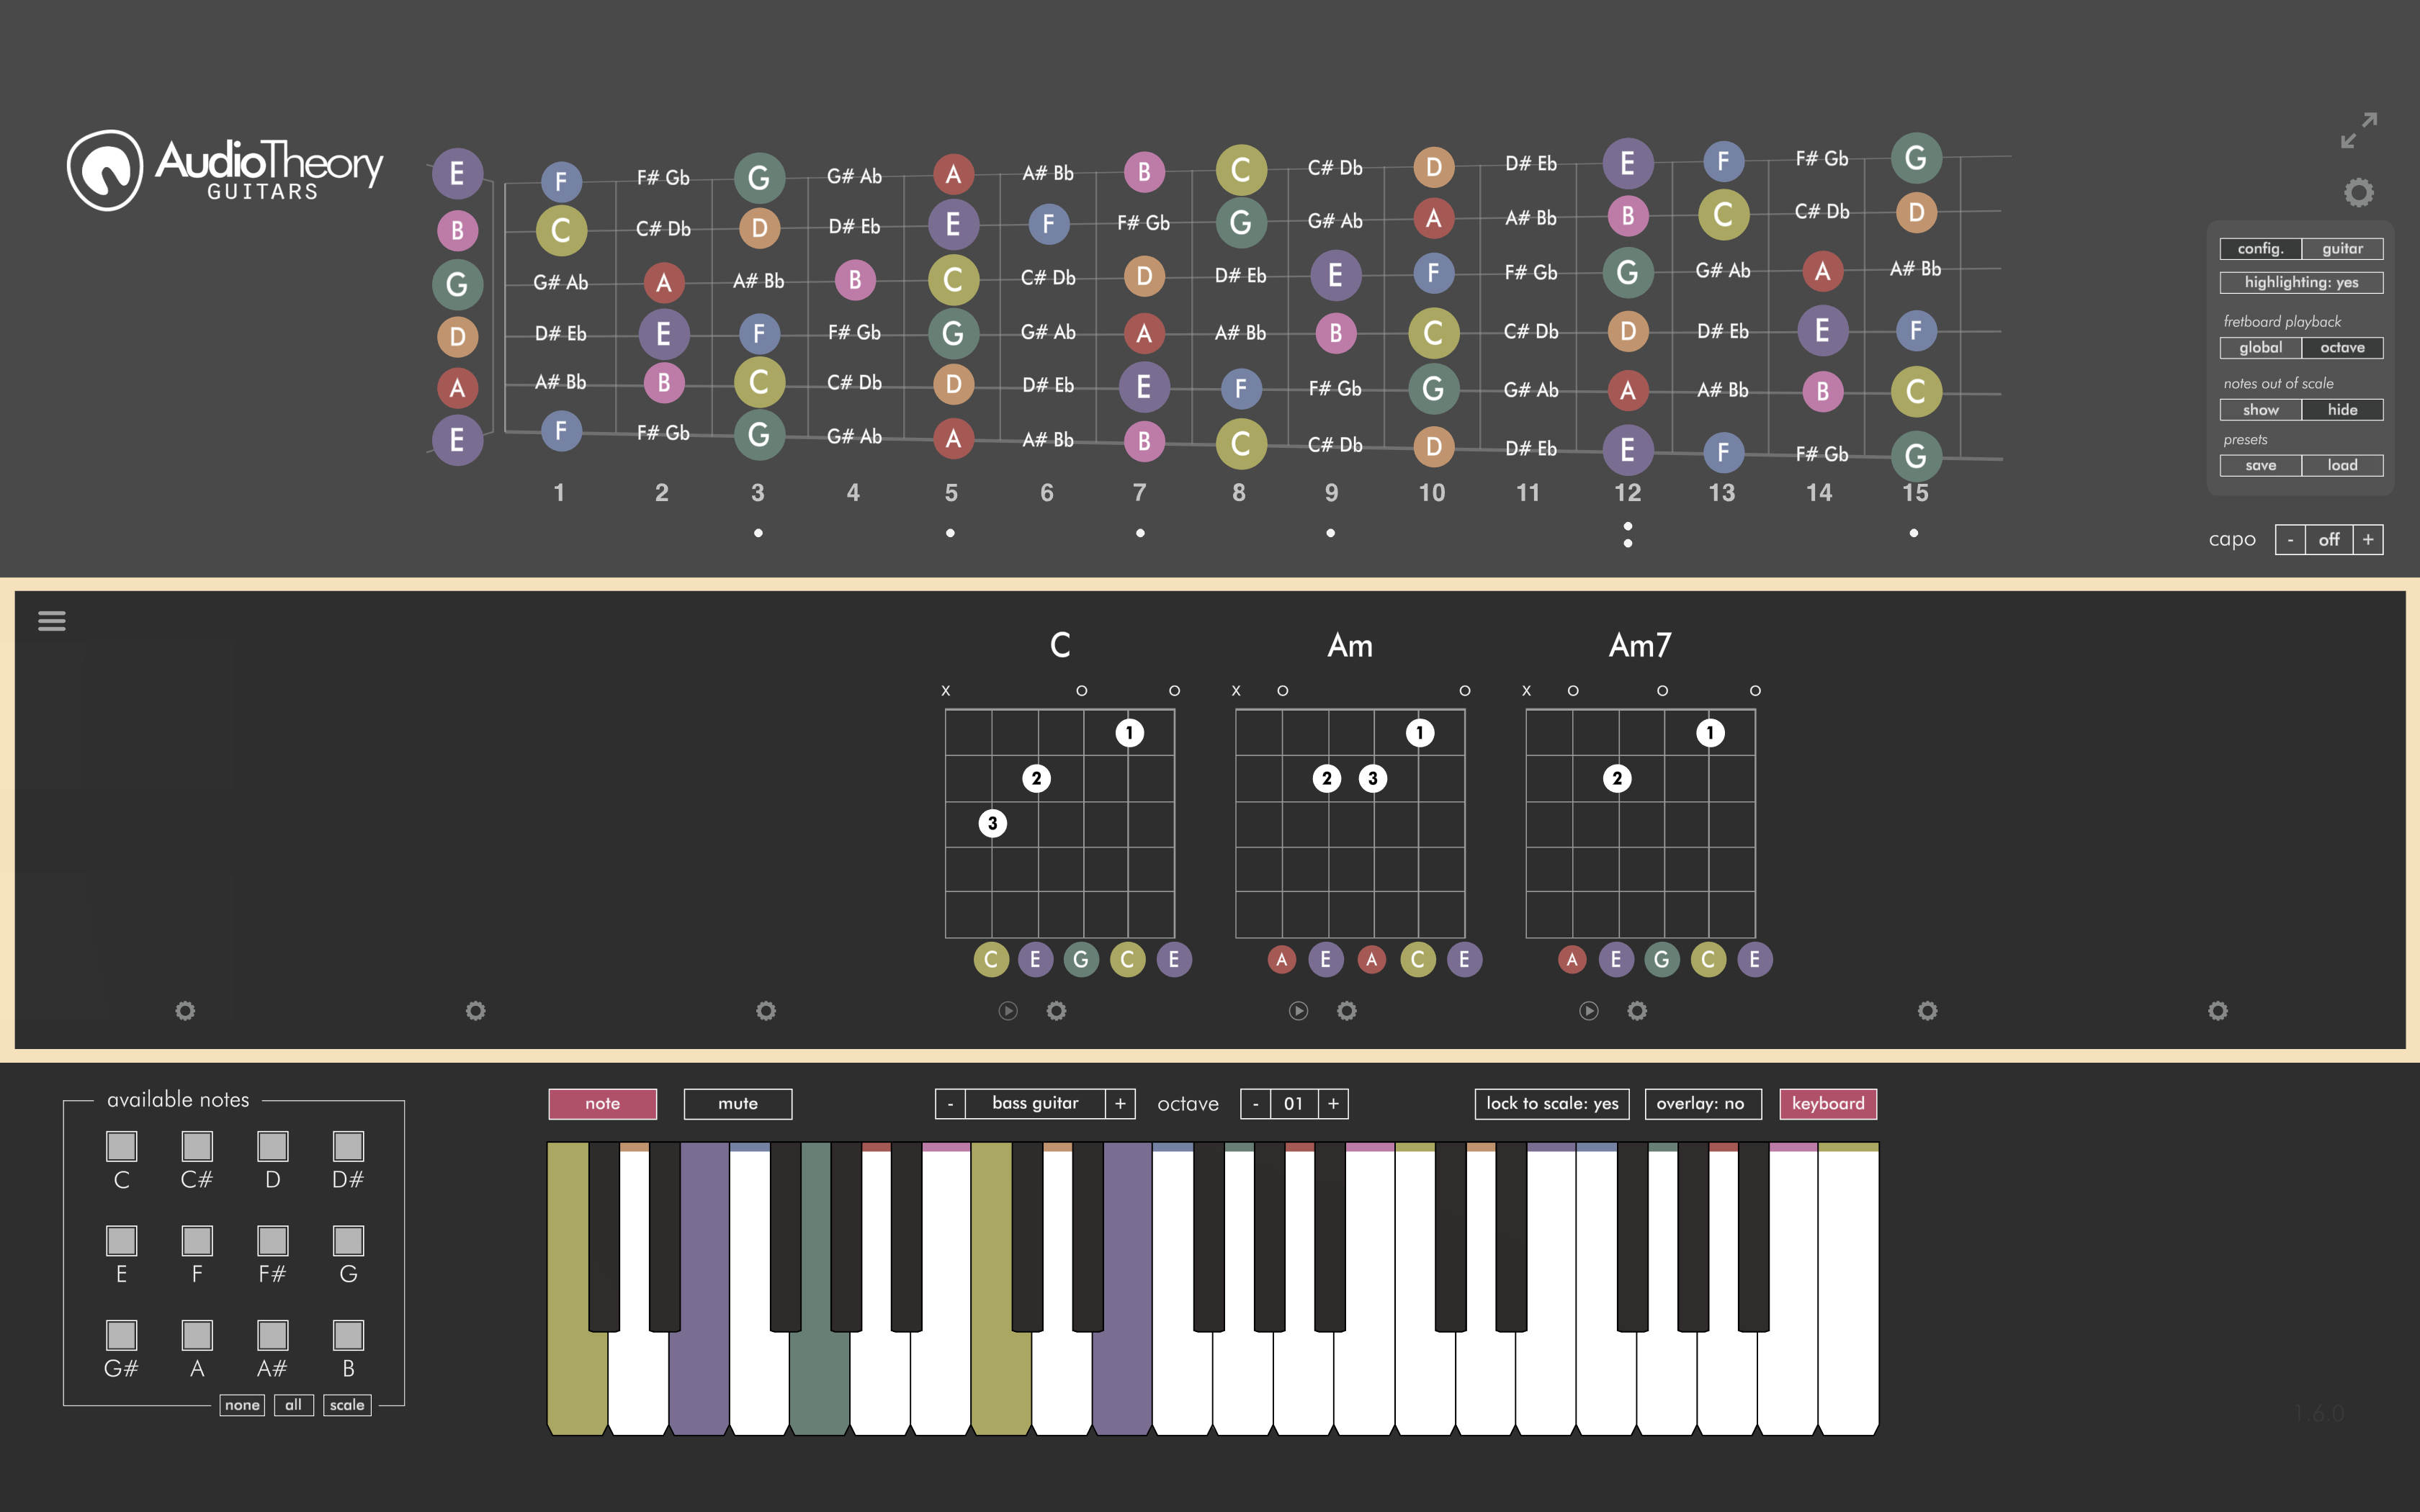 AudioTheory
GUITARS
E F F# Gb G G# Ab A A# Bb B C C# Db D D# Eb E F F# Gb G
B C C# Db D D# Eb E F F# Gb G G# Ab A A# Bb B C C# Db D
G G# Ab A A# Bb B C C# Db D D# Eb E F F# Gb G G# Ab A A# Bb
D D# Eb E F F# Gb G G# Ab A A# Bb B C C# Db D D# Eb E F
A A# Bb B C C# Db D D# Eb E F F# Gb G G# Ab A A# Bb B C
E F F# Gb G G# Ab A A# Bb B C C# Db D D# Eb E F F# Gb G
1 2 3 4 5 6 7 8 9 10 11 12 13 14 15
config. guitar
highlighting: yes
fretboard playback
global octave
notes out of scale
show hide
presets
save load
capo - off +
C Am Am7
x o o x o o x o o o
1 1 1
2 2 3 2
3
C E G C E A E A C E A E G C E
available notes
C C# D D#
E F F# G
G# A A# B
none all scale
note mute - bass guitar + octave - 01 + lock to scale: yes overlay: no keyboard
1.6.0